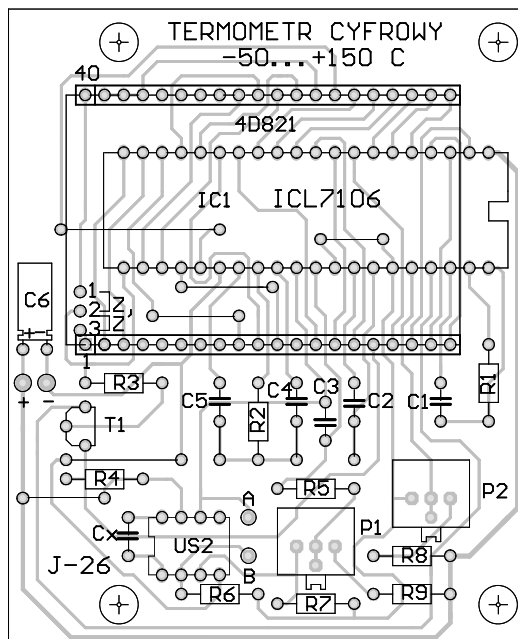 TERMOMETR CYFROWY
-50...+150 C
40
4D821
IC1 ICL7106
C6
+ -
1 Z,
2
3 Z
1
+ -
R3
T1
R4
C5
R2
C4
C3
C2
C1
R1
R5
P1
P2
Cx
US2
A
B
J-26
R6
R7
R8
R9